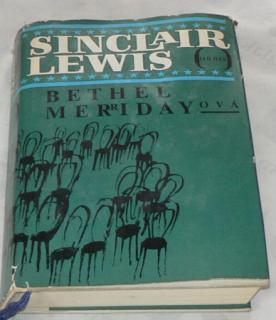 SINCLAIR
LEWIS
BETHEL
MERRIDAYOVÁ